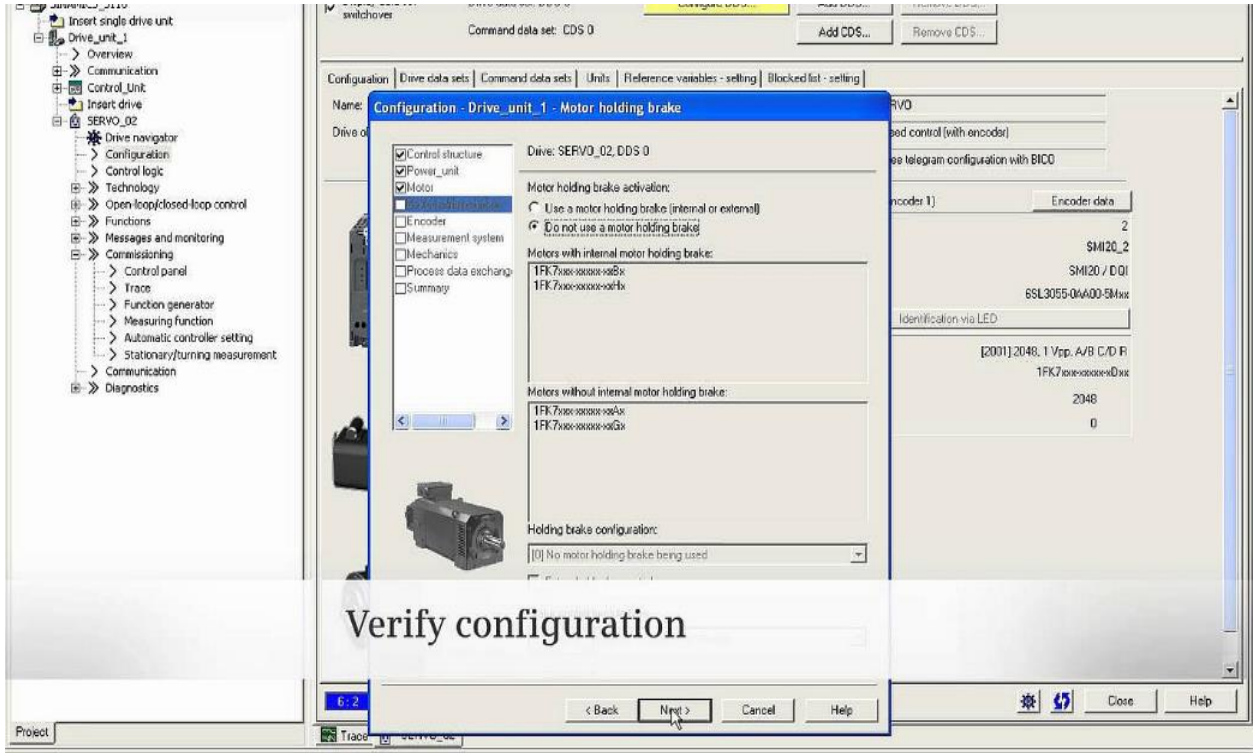 SINAMICS_S110
Insert single drive unit
Drive_unit_1
Overview
Communication
Control_Unit
Insert drive
SERVO_02
Drive navigator
Configuration
Control logic
Technology
Open-loop/closed-loop control
Functions
Messages and monitoring
Commissioning
Control panel
Trace
Function generator
Measuring function
Automatic controller setting
Stationary/turning measurement
Communication
Diagnostics
Project
switchover
Command data set: CDS 0
Add CDS...
Remove CDS...
Configuration
Drive data sets
Command data sets
Units
Reference variables - setting
Blocked list - setting
Name:
Configuration - Drive_unit_1 - Motor holding brake
Control structure
Power_unit
Motor
Encoder
Measurement system
Mechanics
Process data exchang
Summary
Drive: SERVO_02, DDS 0
Motor holding brake activation:
Use a motor holding brake (internal or external)
Do not use a motor holding brake
Motors with internal motor holding brake:
1FK7xxx-xxxxx-xxBx
1FK7xxx-xxxxx-xxHx
Motors without internal motor holding brake:
1FK7xxx-xxxxx-xxAx
1FK7xxx-xxxxx-xxGx
Holding brake configuration:
[0] No motor holding brake being used
Verify configuration
< Back
Next >
Cancel
Help
RVO
sed control (with encoder)
ee telegram configuration with BICO
ncoder 1)
Encoder data
2
SMI20_2
SMI20 / DQI
6SL3055-0AA00-5Mxx
Identification via LED
[2001] 2048, 1 Vpp, A/B C/D R
1FK7xxx-xxxxx-xDxx
2048
0
Close
Help
Trace